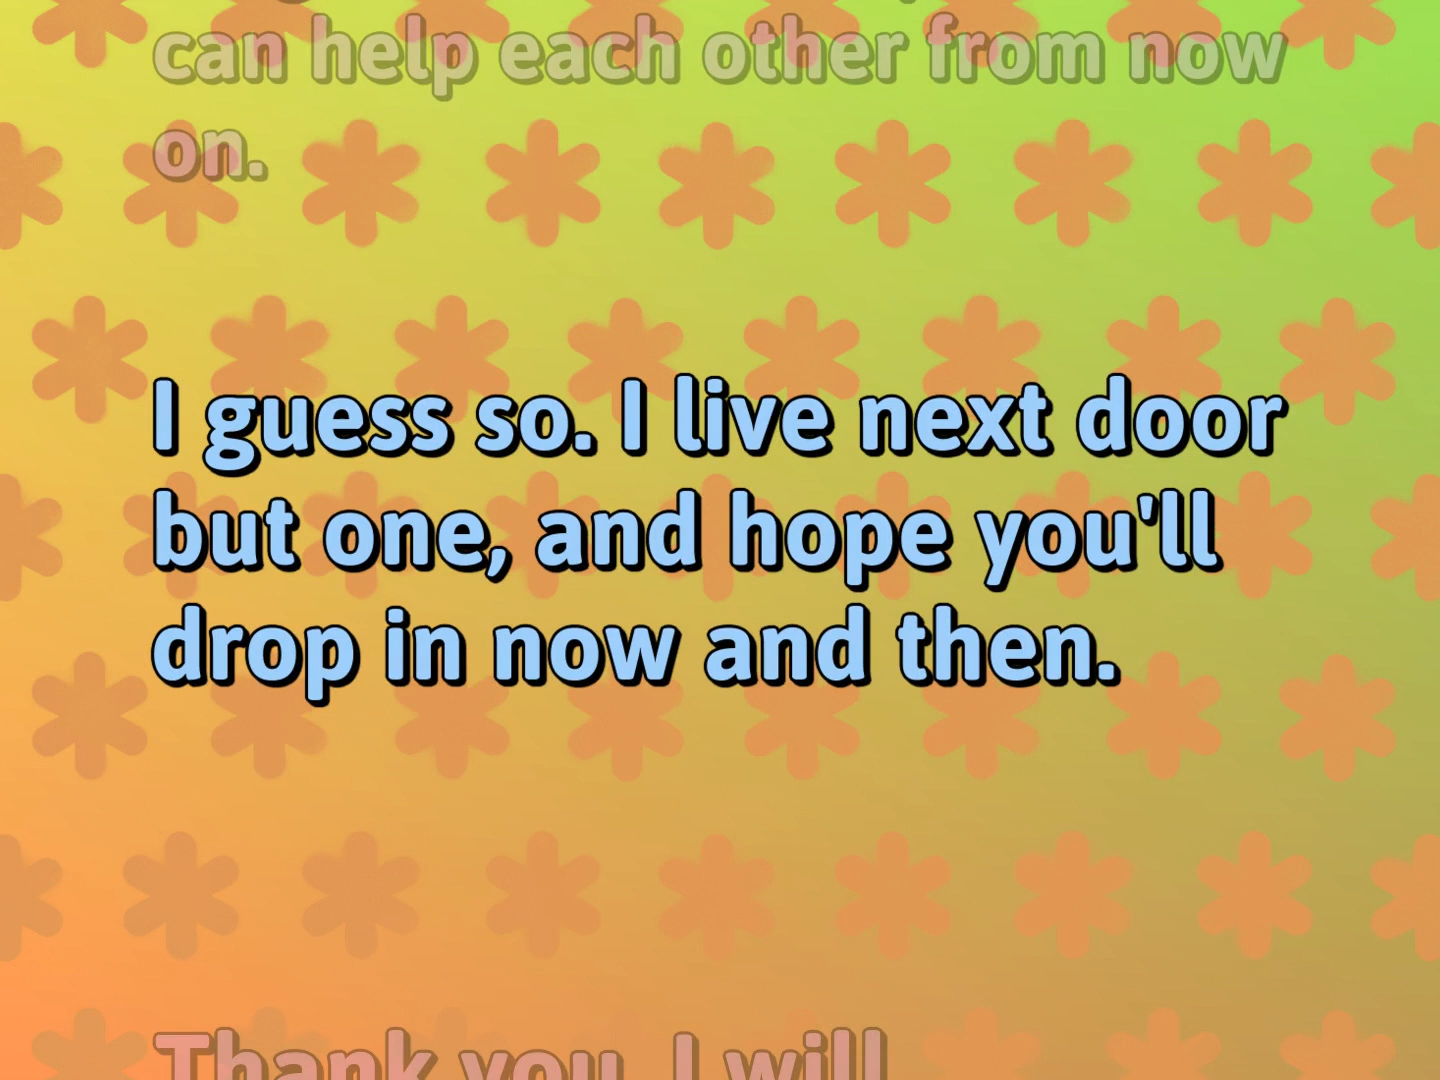 can help each other from now
on.
I guess so. I live next door
but one, and hope you'll
drop in now and then.
Thank you. I will